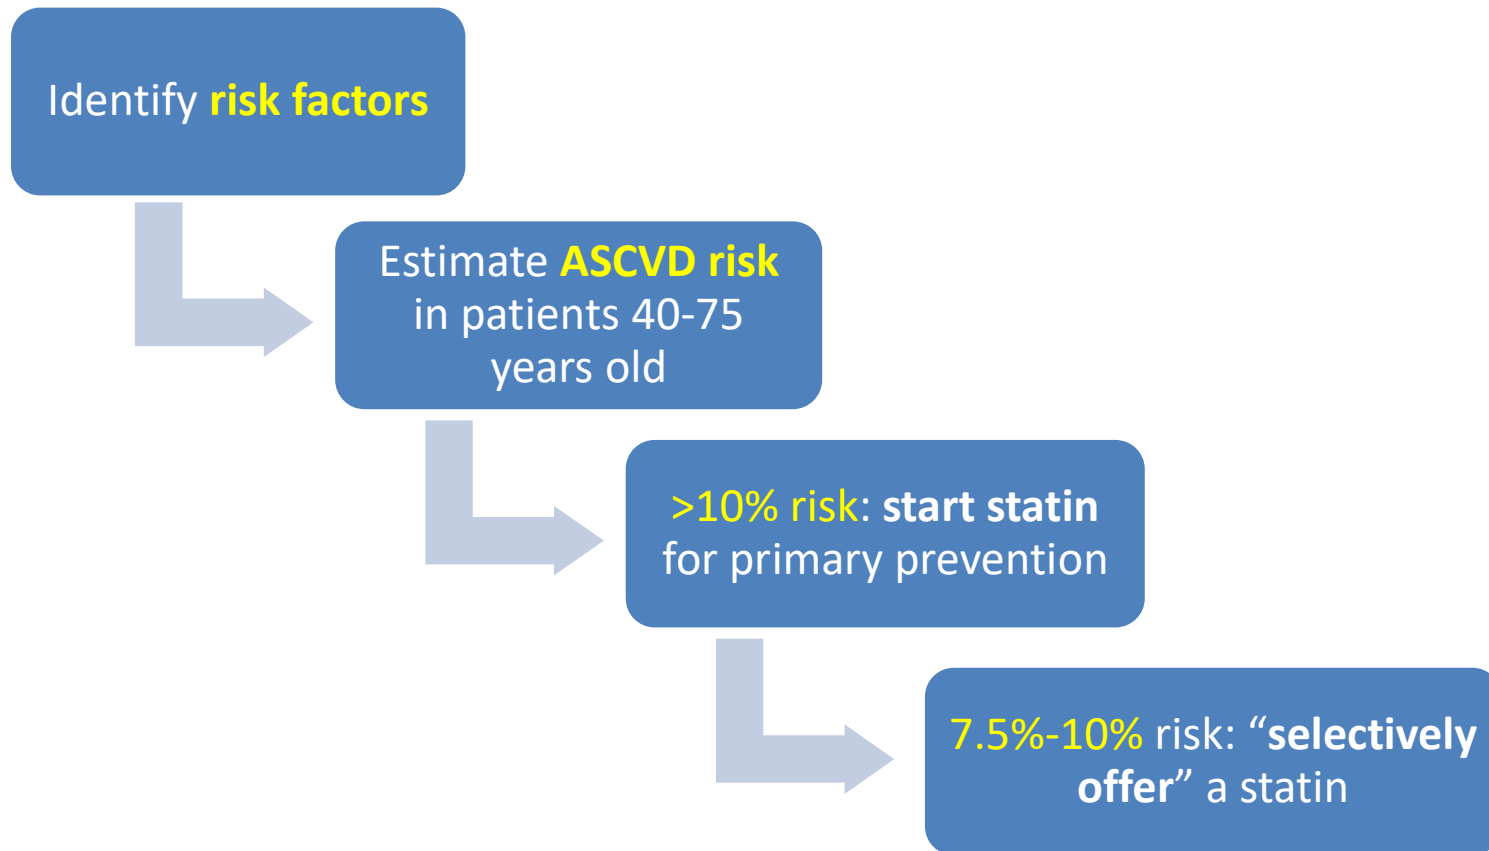 Identify risk factors
Estimate ASCVD risk
in patients 40-75
years old
>10% risk: start statin
for primary prevention
7.5%-10% risk: “selectively
offer” a statin